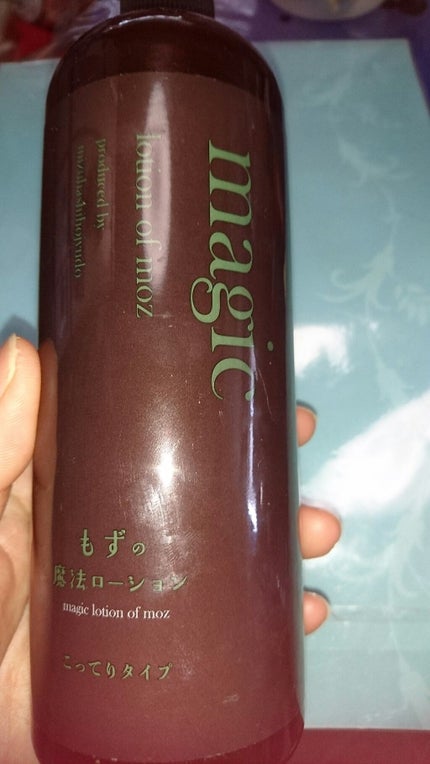 magic
lotion of moz
produced by
もずの
魔法ローション
magic lotion of moz
こってりタイプ